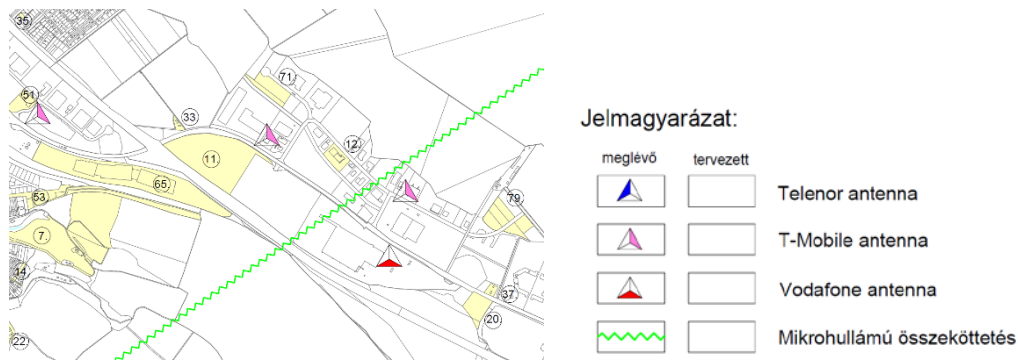 35.
51.
33
71.
11.
12.
65.
53.
79.
7.
14
37.
20.
22.
Jelmagyarázat:
meglévő tervezett
Telenor antenna
T-Mobile antenna
Vodafone antenna
Mikrohullámú összeköttetés